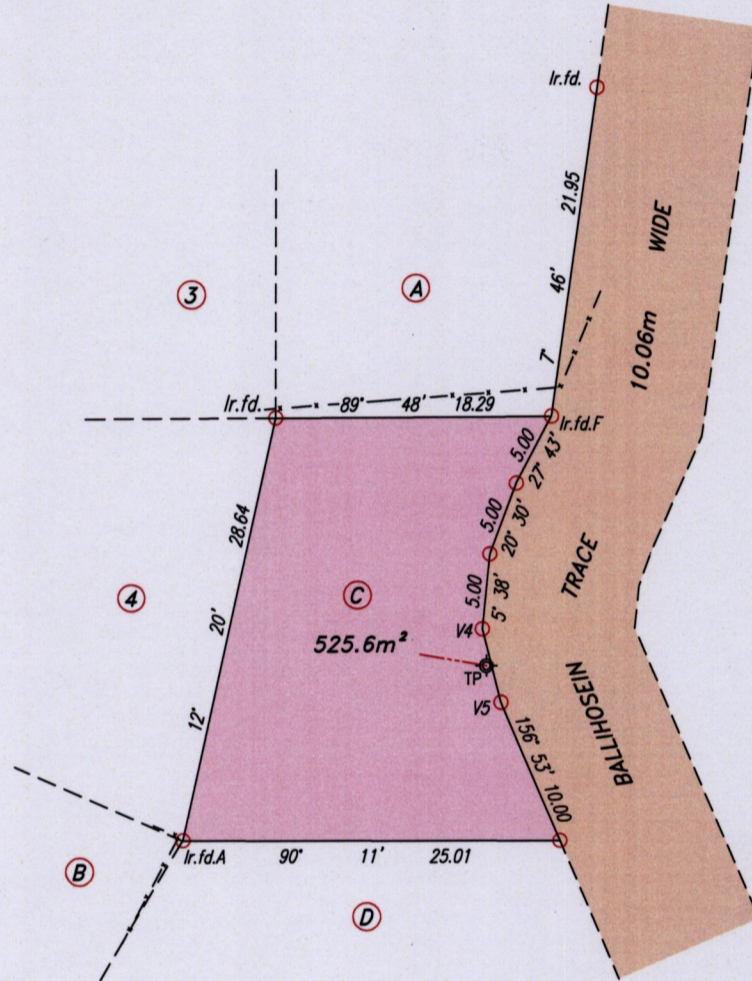 Ir.fd.
21.95
46'
7'
WIDE
10.06m
3
A
Ir.fd.
89° 48' 18.29
Ir.fd.F
5.00
27° 43'
5.00
20° 30'
5.00
5° 38'
28.64
20'
12°
4
C
525.6m²
V4
TP
V5
TRACE
BALLIHOSEIN
156° 53' 10.00
Ir.fd.A
90° 11' 25.01
B
D